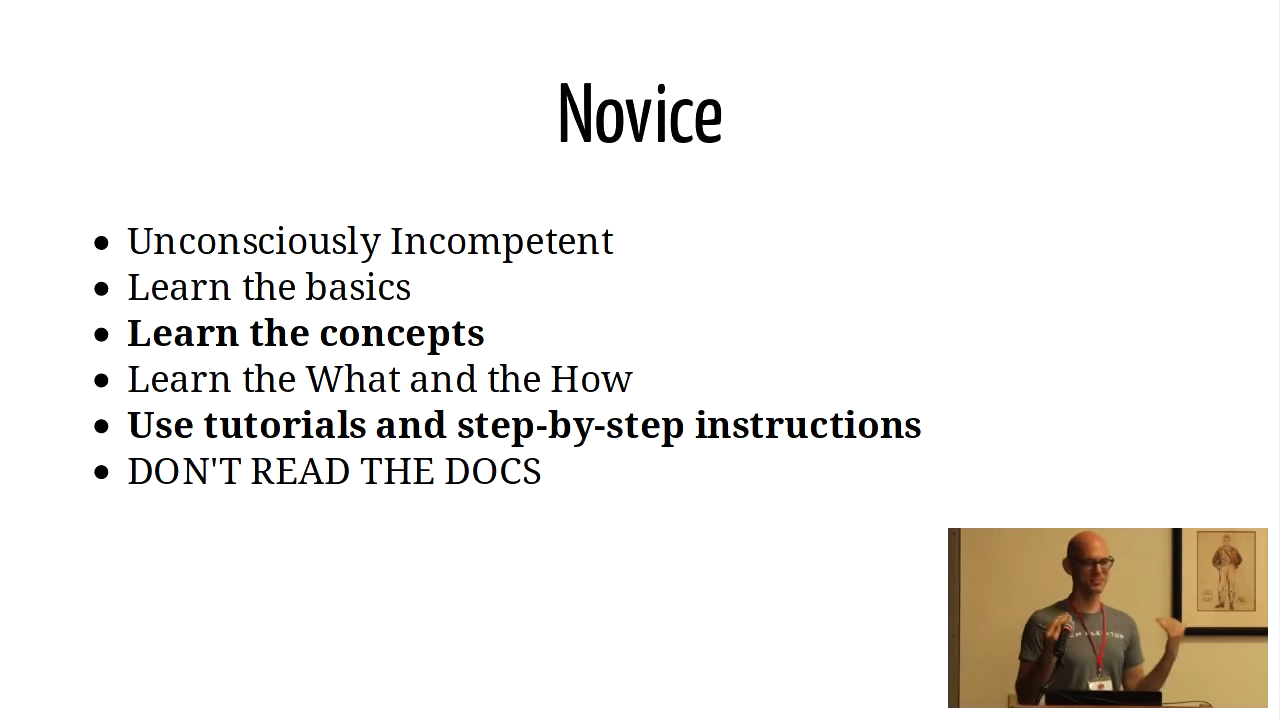 Novice
Unconsciously Incompetent
Learn the basics
Learn the concepts
Learn the What and the How
Use tutorials and step-by-step instructions
DON'T READ THE DOCS